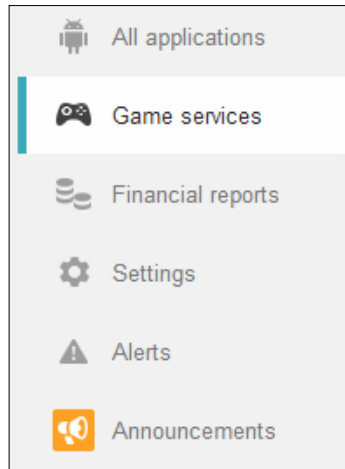 All applications
Game services
Financial reports
Settings
Alerts
Announcements